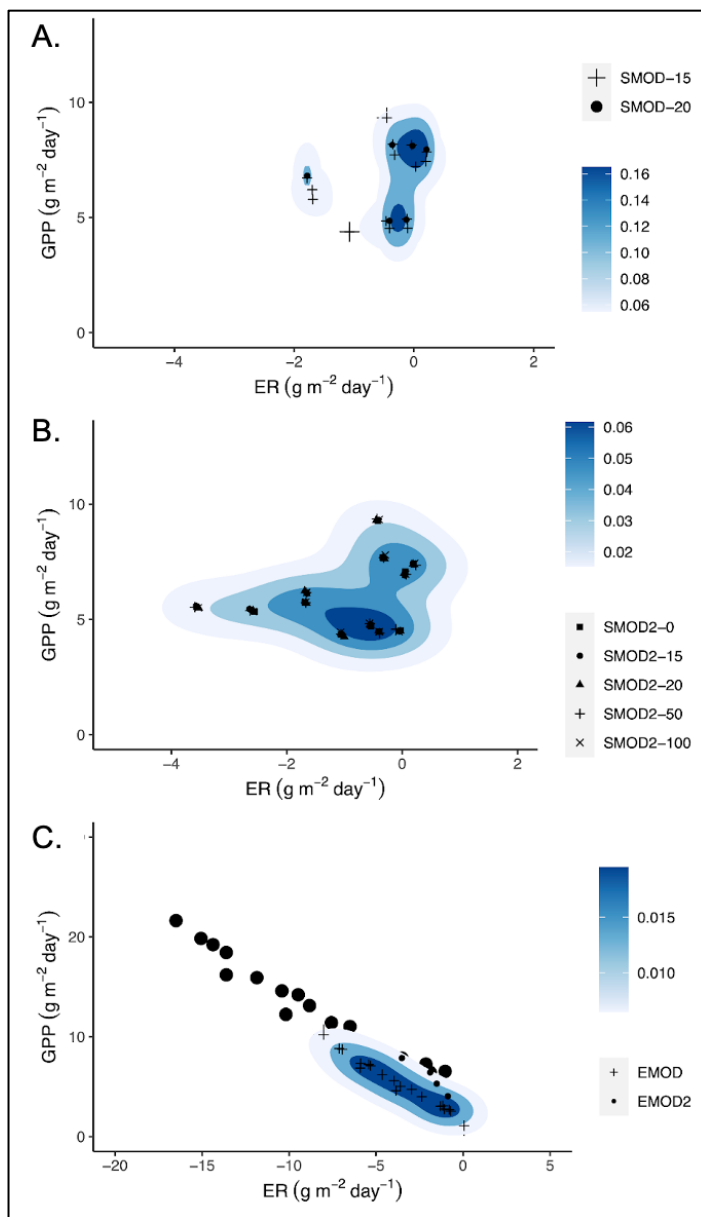 A.
SMOD−15
SMOD−20
10
5
0
GPP (g m⁻² day⁻¹)
0.16
0.14
0.12
0.10
0.08
0.06
−4
−2
0
2
ER (g m⁻² day⁻¹)
B.
10
5
0
GPP (g m⁻² day⁻¹)
0.06
0.05
0.04
0.03
0.02
SMOD2−0
SMOD2−15
SMOD2−20
SMOD2−50
SMOD2−100
−4
−2
0
2
ER (g m⁻² day⁻¹)
C.
20
10
0
GPP (g m⁻² day⁻¹)
0.015
0.010
EMOD
EMOD2
−20
−15
−10
−5
0
5
ER (g m⁻² day⁻¹)